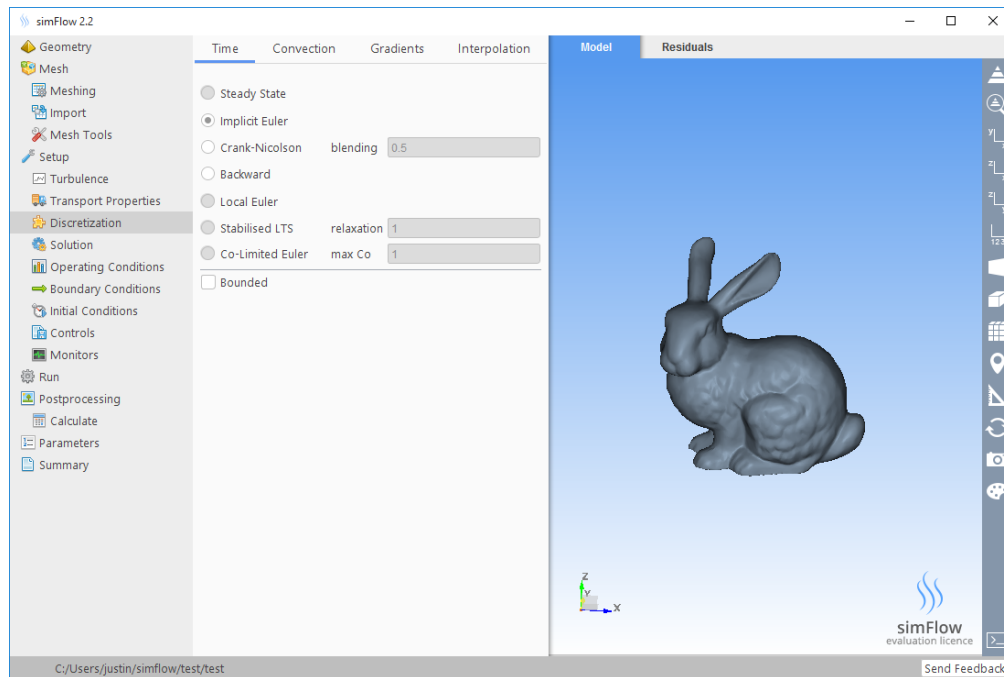 simFlow 2.2
Geometry
Mesh
Meshing
Import
Mesh Tools
Setup
Turbulence
Transport Properties
Discretization
Solution
Operating Conditions
Boundary Conditions
Initial Conditions
Controls
Monitors
Run
Postprocessing
Calculate
Parameters
Summary
Time Convection Gradients Interpolation
Steady State
Implicit Euler
Crank-Nicolson blending 0.5
Backward
Local Euler
Stabilised LTS relaxation 1
Co-Limited Euler max Co 1
Bounded
Model Residuals
y
z
z
123
Z
Y
X
simFlow
evaluation licence
C:/Users/justin/simflow/test/test
Send Feedback